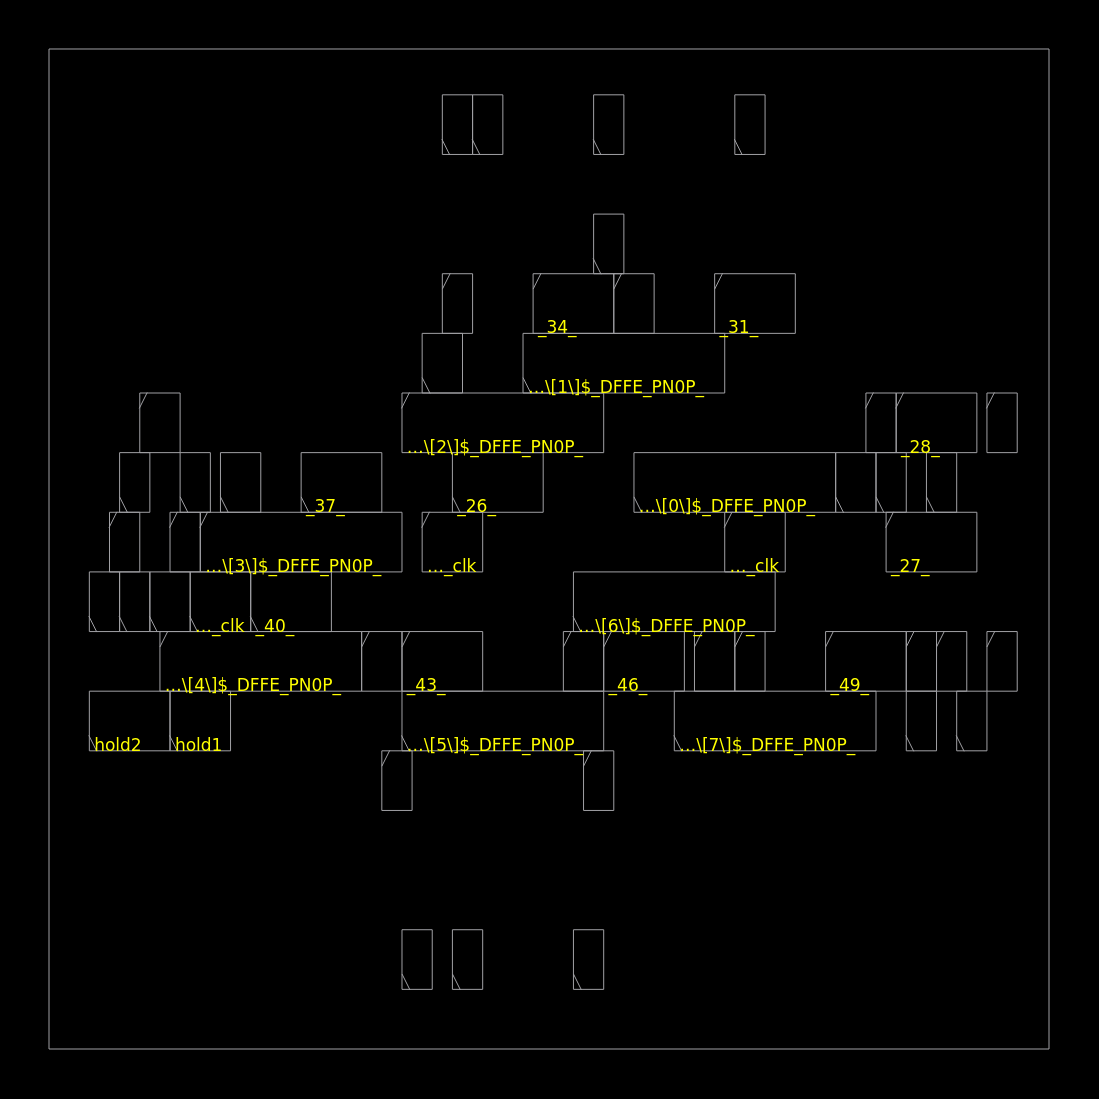 _34_
_31_
...\[1\]$_DFFE_PN0P_
...\[2\]$_DFFE_PN0P_
_28_
_37_
_26_
...\[0\]$_DFFE_PN0P_
...\[3\]$_DFFE_PN0P_
..._clk
..._clk
_27_
..._clk
_40_
...\[6\]$_DFFE_PN0P_
...\[4\]$_DFFE_PN0P_
_43_
_46_
_49_
hold2
hold1
...\[5\]$_DFFE_PN0P_
...\[7\]$_DFFE_PN0P_